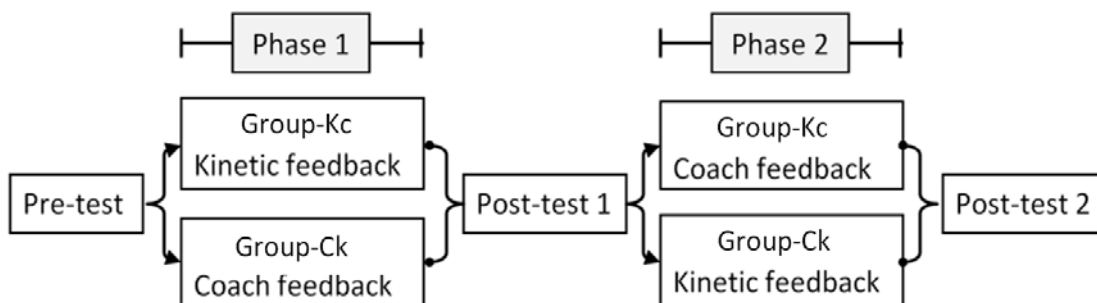 Phase 1
Phase 2
Group-Kc
Kinetic feedback
Group-Kc
Coach feedback
Pre-test
Post-test 1
Post-test 2
Group-Ck
Coach feedback
Group-Ck
Kinetic feedback